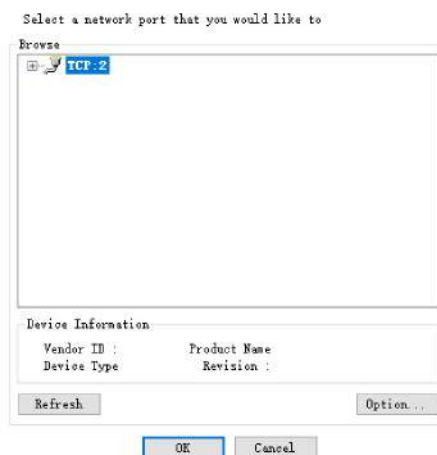 Select a network port that you would like to
Browse
TCP:2
Device Information
Vendor ID :
Product Name
Device Type
Revision :
Refresh
Option...
OK
Cancel